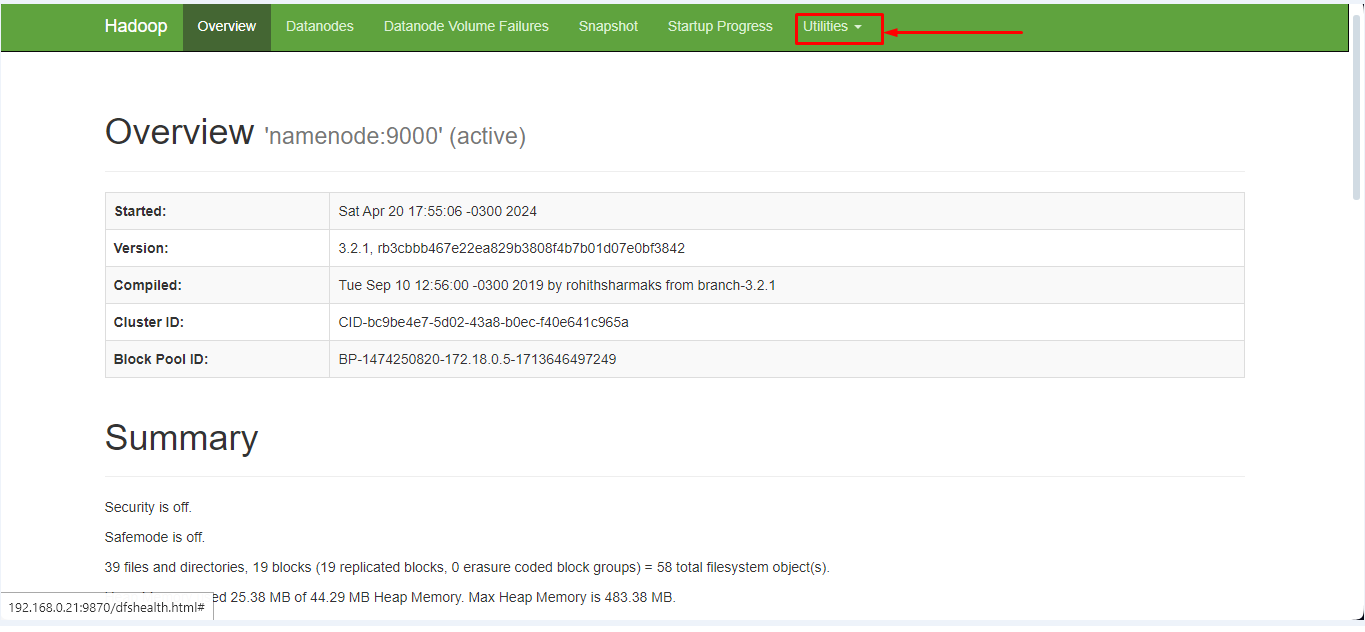 Hadoop Overview Datanodes Datanode Volume Failures Snapshot Startup Progress Utilities
Overview 'namenode:9000' (active)
Started: Sat Apr 20 17:55:06 -0300 2024
Version: 3.2.1, rb3cbbb467e22ea829b3808f4b7b01d07e0bf3842
Compiled: Tue Sep 10 12:56:00 -0300 2019 by rohithsharmaks from branch-3.2.1
Cluster ID: CID-bc9be4e7-5d02-43a8-b0ec-f40e641c965a
Block Pool ID: BP-1474250820-172.18.0.5-1713646497249
Summary
Security is off.
Safemode is off.
39 files and directories, 19 blocks (19 replicated blocks, 0 erasure coded block groups) = 58 total filesystem object(s).
25.38 MB of 44.29 MB Heap Memory. Max Heap Memory is 483.38 MB.
192.168.0.21:9870/dfshealth.html#